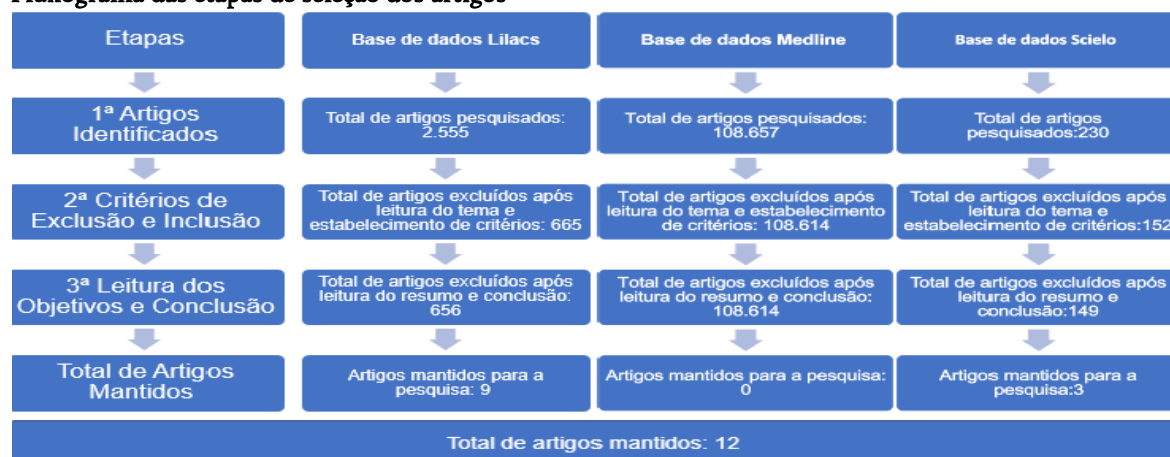 Fluxograma das etapas de seleção dos artigos
Etapas
Base de dados Lilacs
Base de dados Medline
Base de dados Scielo
1ª Artigos
Identificados
Total de artigos pesquisados:
2.555
Total de artigos pesquisados:
108.657
Total de artigos
pesquisados:230
2ª Critérios de
Exclusão e Inclusão
Total de artigos excluídos após
leitura do tema e
estabelecimento de critérios: 665
Total de artigos excluídos após
leitura do tema e estabelecimento
de critérios: 108.614
Total de artigos excluídos após
leitura do tema e
estabelecimento de critérios:152
3ª Leitura dos
Objetivos e Conclusão
Total de artigos excluídos após
leitura do resumo e conclusão:
656
Total de artigos excluídos após
leitura do resumo e conclusão:
108.614
Total de artigos excluídos após
leitura do resumo e
conclusão:149
Total de Artigos
Mantidos
Artigos mantidos para a
pesquisa: 9
Artigos mantidos para a pesquisa:
0
Artigos mantidos para a
pesquisa:3
Total de artigos mantidos: 12